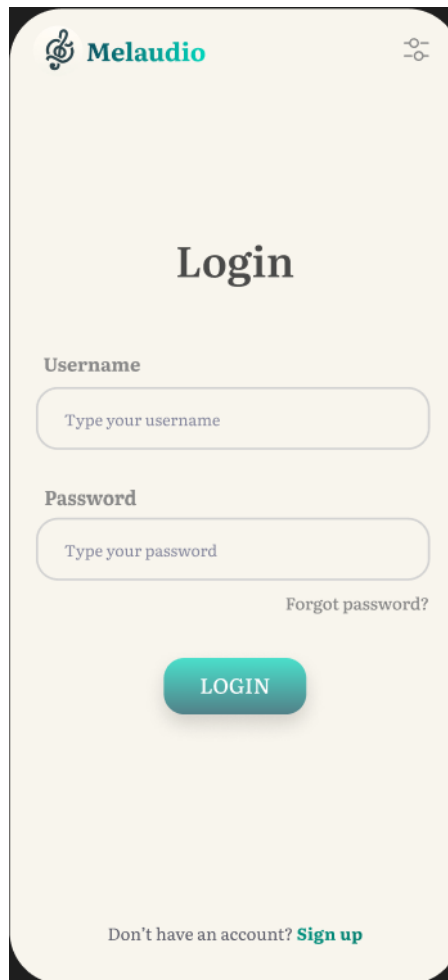 Melaudio
Login
Username
Type your username
Password
Type your password
Forgot password?
LOGIN
Don’t have an account? Sign up